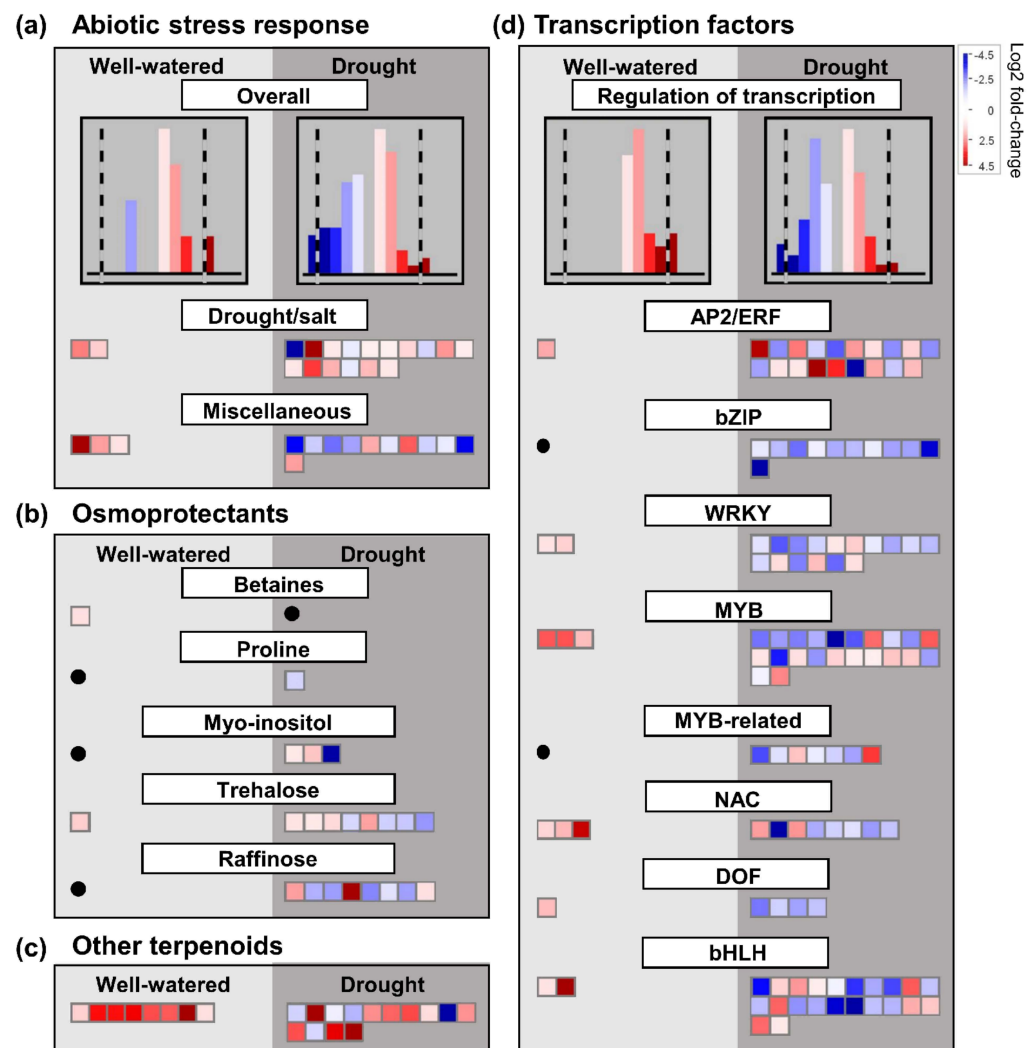 (a) Abiotic stress response
Well-watered Drought
Overall
Drought/salt
Miscellaneous
(b) Osmoprotectants
Well-watered Drought
Betaines
Proline
Myo-inositol
Trehalose
Raffinose
(c) Other terpenoids
Well-watered Drought
(d) Transcription factors
Well-watered Drought
Regulation of transcription
AP2/ERF
bZIP
WRKY
MYB
MYB-related
NAC
DOF
bHLH
-4.5
-2.5
0
2.5
4.5
Log2 fold-change